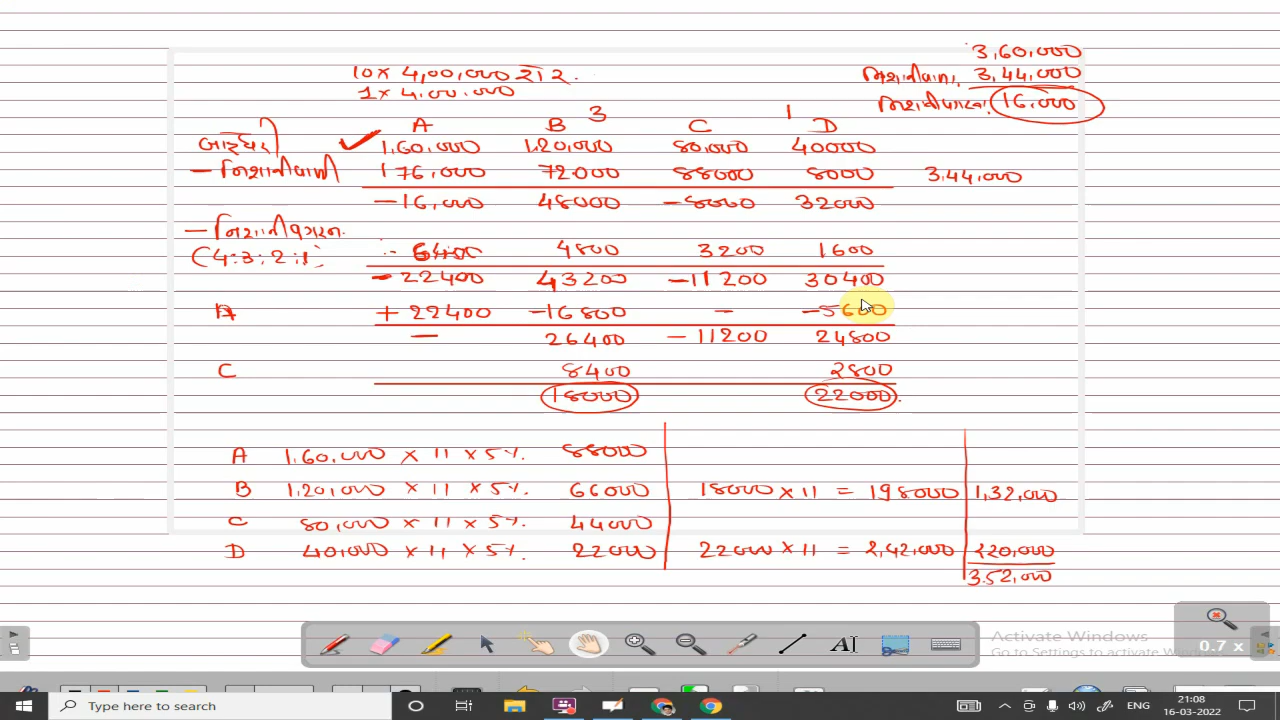 3,60,000
10 x 4,00,000 શેર.
નિશાનીવાળા, 3,44,000
1 x 4,00,000
16,000
3 1
A B C D
1,60,000 1,20,000 80,000 40000
- નિશાનીવાળી 176,000 72000 88000 8000 3,44,000
-16,000 48000 -8000 32000
(4:3:2:1) 6400 4800 3200 1600
-22400 43200 -11200 30400
A + 22400 -16800 - -5600
- 26400 -11200 24800
C 8400 2800
18000 22000.
A 1,60,000 x 11 x 5%. 88000
B 1,20,000 x 11 x 5%. 66000 18000 x 11 = 198000 1,32,000
C 80,000 x 11 x 5%. 44000
D 40,000 x 11 x 5%. 22000 22000 x 11 = 2,42,000 220,000
3,52,000
Activate Windows
Go to Settings to activate Win
0.7 x
Type here to search
ENG
21:08
16-03-2022